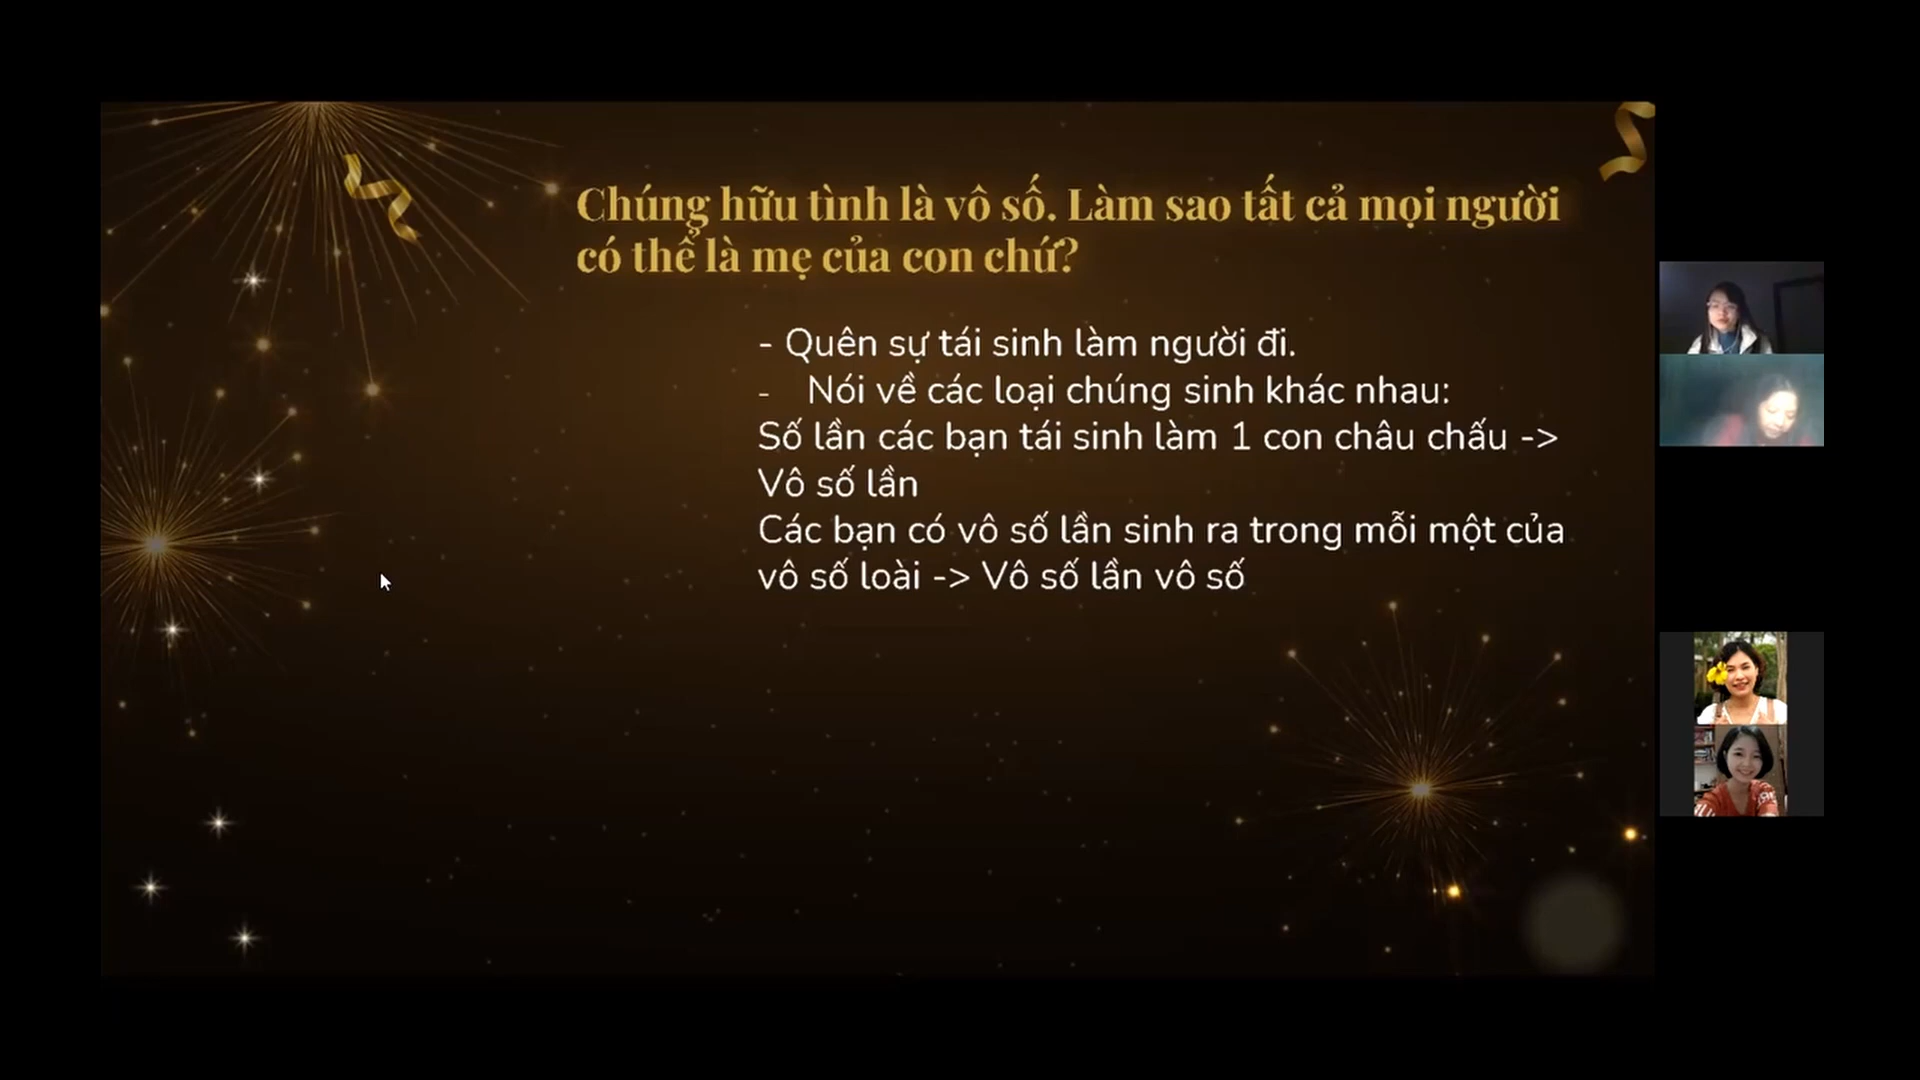 Chúng hữu tình là vô số. Làm sao tất cả mọi người
có thể là mẹ của con chứ?
- Quên sự tái sinh làm người đi.
- Nói về các loại chúng sinh khác nhau:
Số lần các bạn tái sinh làm 1 con châu chấu ->
Vô số lần
Các bạn có vô số lần sinh ra trong mỗi một của
vô số loài -> Vô số lần vô số